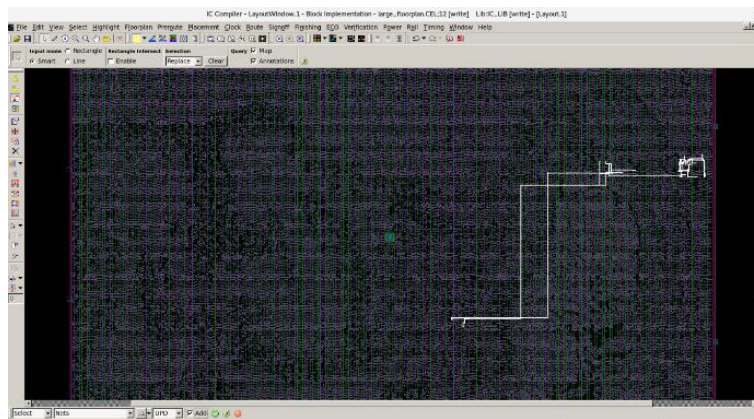 IC Compiler - LayoutWindow.1 - Block Implementation - large_floorplan.CEL;12 [write] Lib:IC_LIB [write] - [Layout.1]
File Edit View Select Highlight Floorplan Preroute Placement Clock Route Signoff Finishing ECO Verification Power Rail Timing Window Help
Input mode Rectangle Rectangle Intersect Selection Query Map
Smart Line Enable Replace Clear Annotations
Select Nets UPD Add